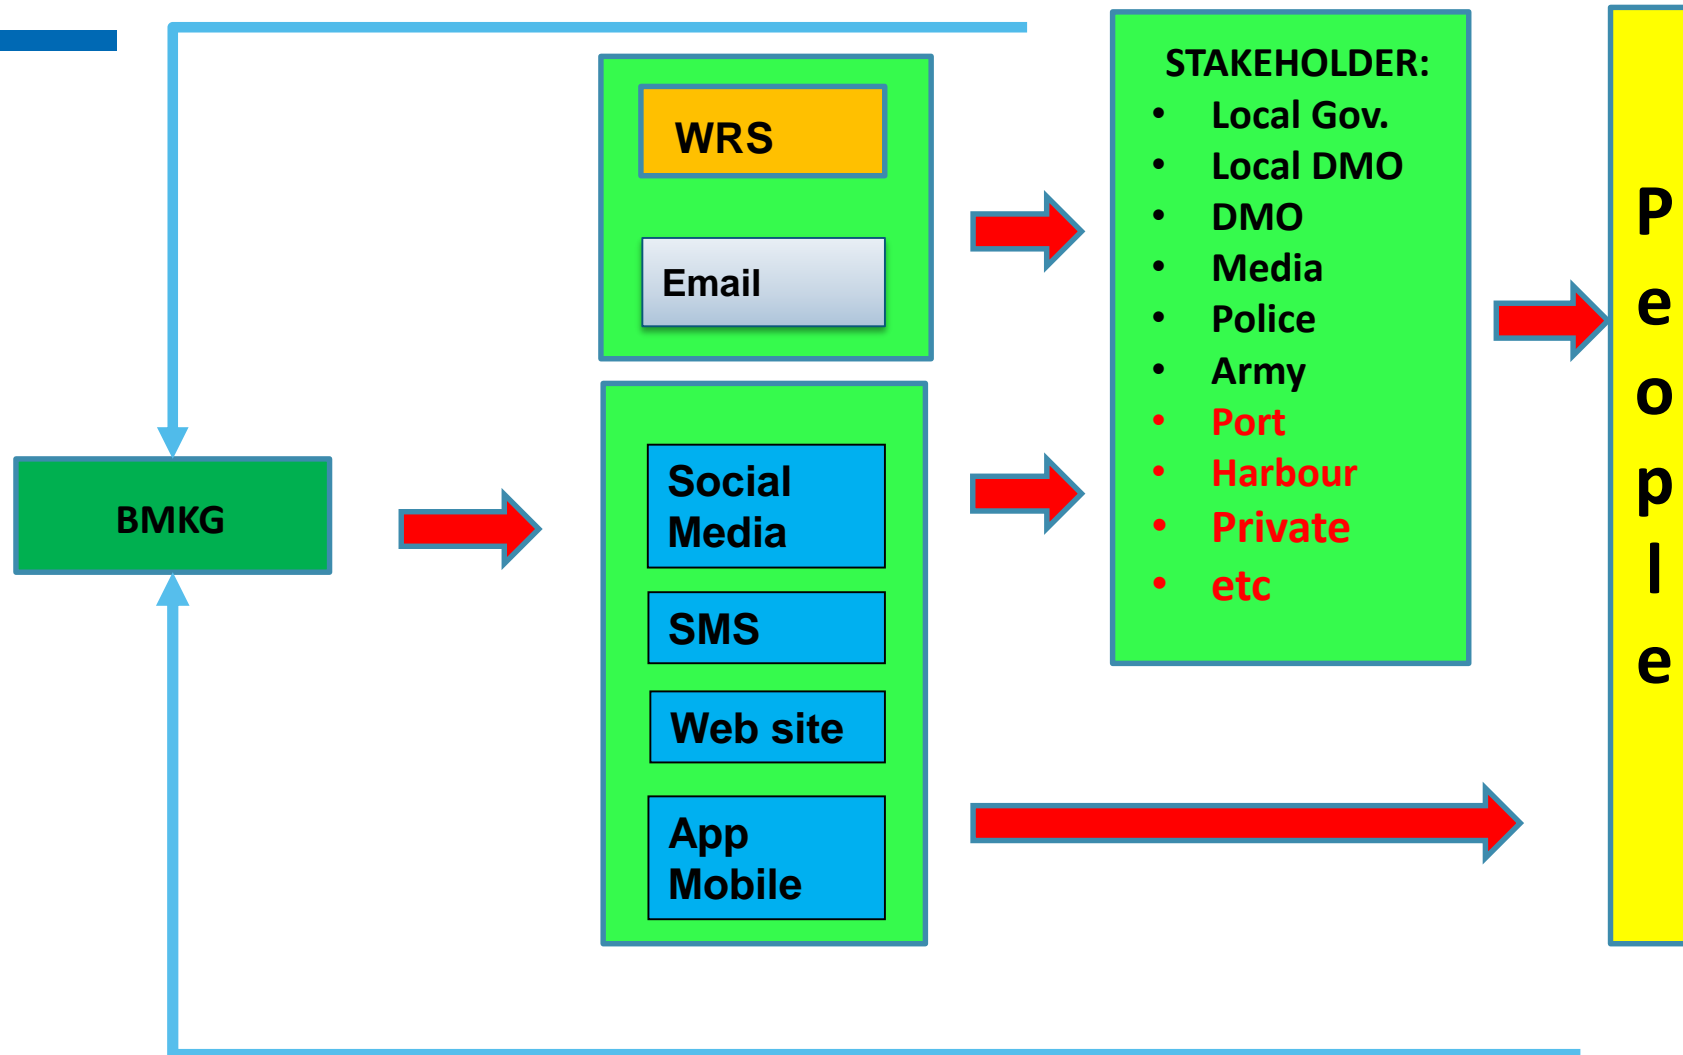 BMKG
WRS
Email
Social
Media
SMS
Web site
App
Mobile
STAKEHOLDER:
• Local Gov.
• Local DMO
• DMO
• Media
• Police
• Army
• Port
• Harbour
• Private
• etc
P
e
o
p
l
e